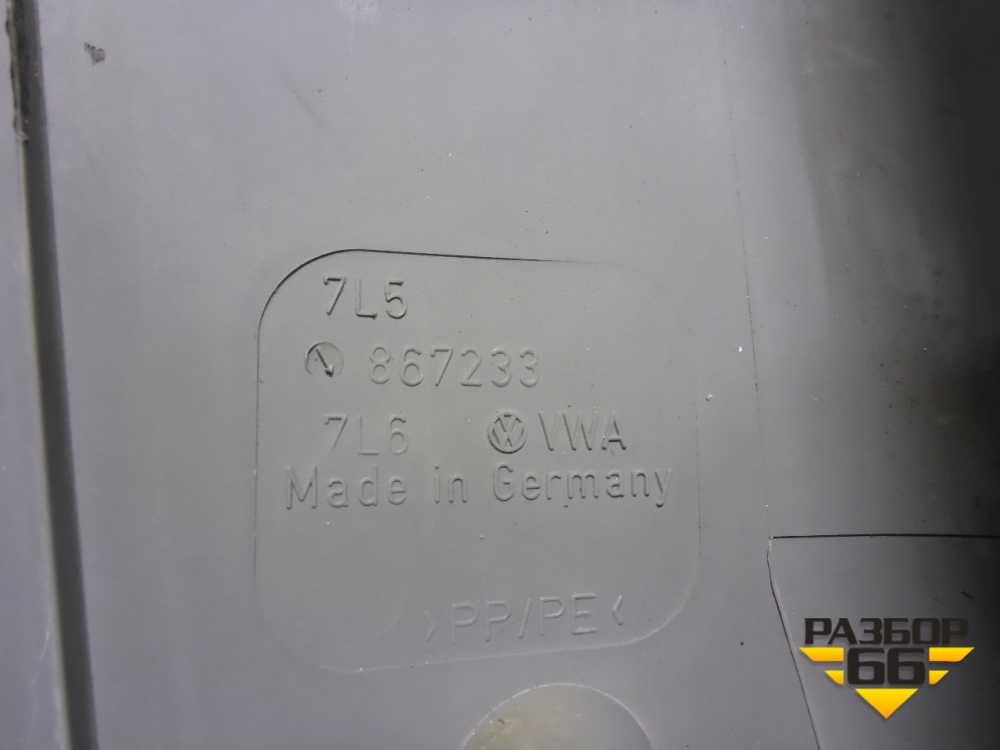 7L5
867233
7L6 VWA
Made in Germany
>PP/PE<
РАЗБОР
66